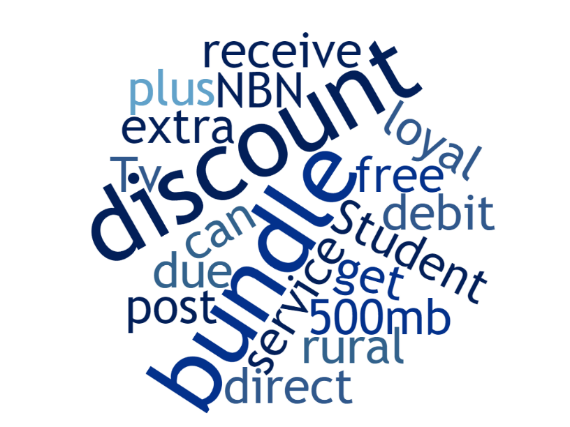 receive
plus NBN
extra
discount
loyal
Tv
free
bundle
can
debit
Student
due
service
get
post
500mb
rural
direct